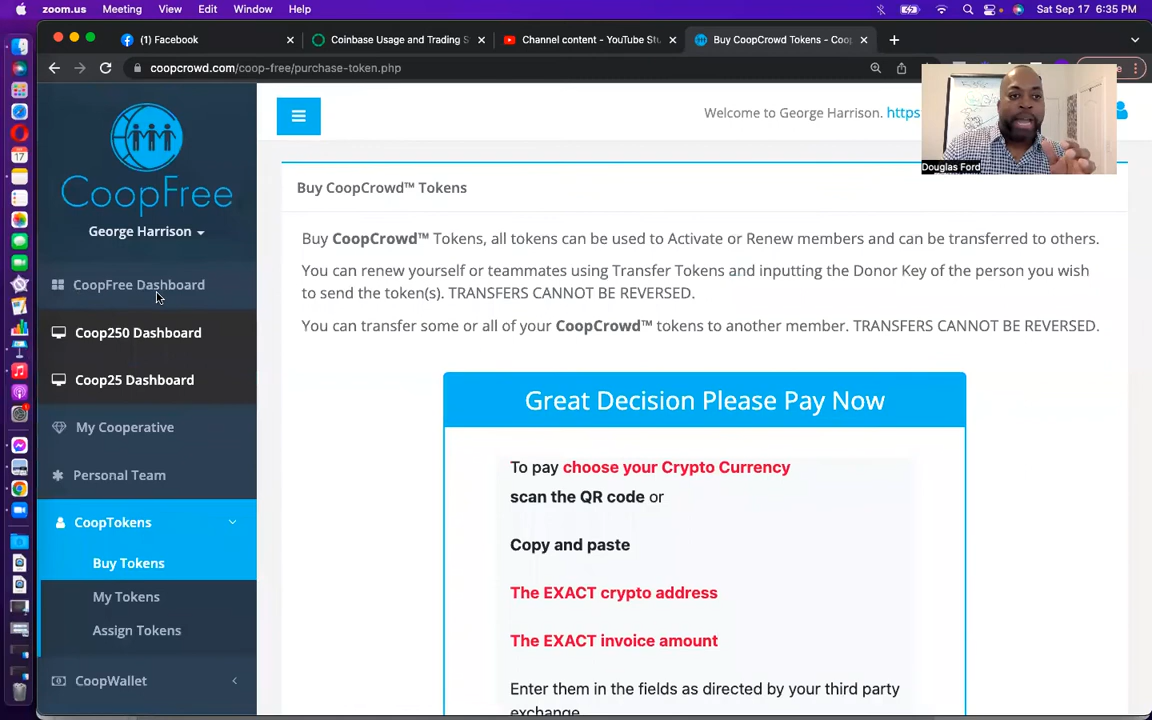 zoom.us Meeting View Edit Window Help Sat Sep 17 6:35 PM
(1) Facebook
Coinbase Usage and Trading S
Channel content - YouTube Stu
Buy CoopCrowd Tokens - Coo
coopcrowd.com/coop-free/purchase-token.php
CoopFree
George Harrison
CoopFree Dashboard
Coop250 Dashboard
Coop25 Dashboard
My Cooperative
Personal Team
CoopTokens
Buy Tokens
My Tokens
Assign Tokens
CoopWallet
Welcome to George Harrison. https
Douglas Ford
Buy CoopCrowd™ Tokens
Buy CoopCrowd™ Tokens, all tokens can be used to Activate or Renew members and can be transferred to others.
You can renew yourself or teammates using Transfer Tokens and inputting the Donor Key of the person you wish
to send the token(s). TRANSFERS CANNOT BE REVERSED.
You can transfer some or all of your CoopCrowd™ tokens to another member. TRANSFERS CANNOT BE REVERSED.
Great Decision Please Pay Now
To pay choose your Crypto Currency
scan the QR code or
Copy and paste
The EXACT crypto address
The EXACT invoice amount
Enter them in the fields as directed by your third party
exchange